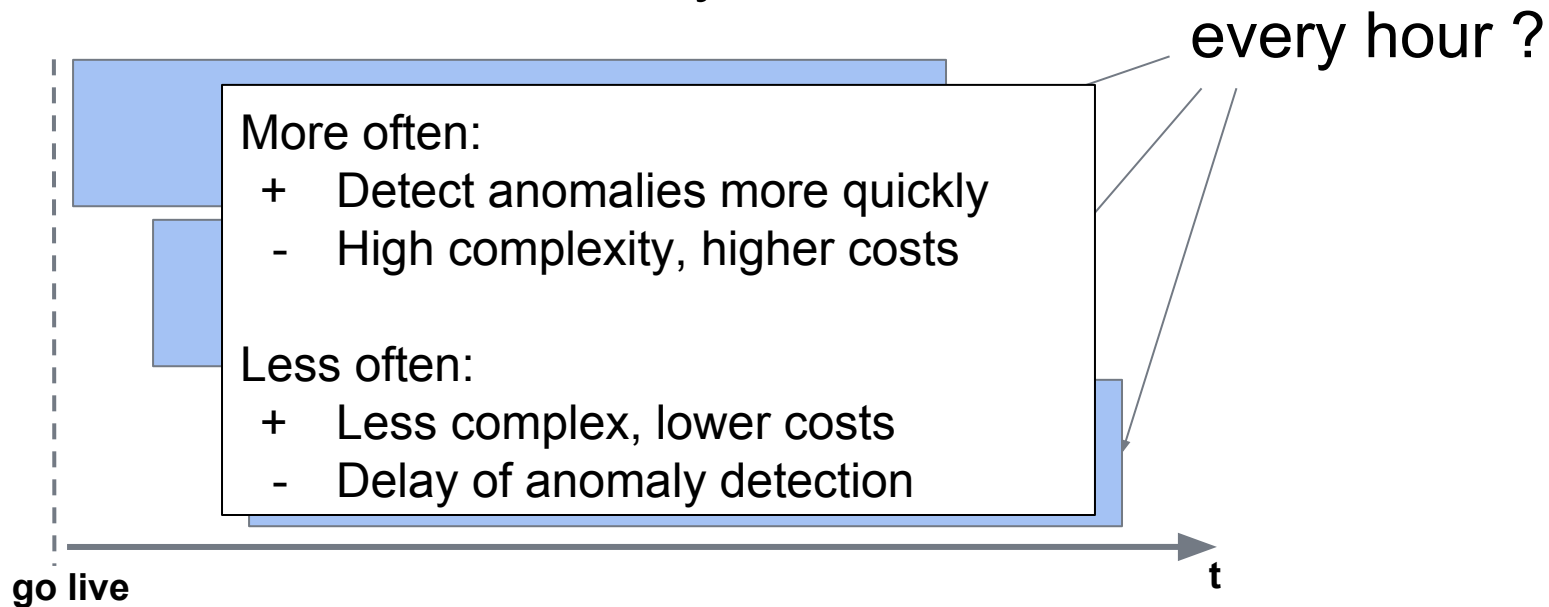 every hour ?
More often:
+ Detect anomalies more quickly
- High complexity, higher costs
Less often:
+ Less complex, lower costs
- Delay of anomaly detection
t
go live